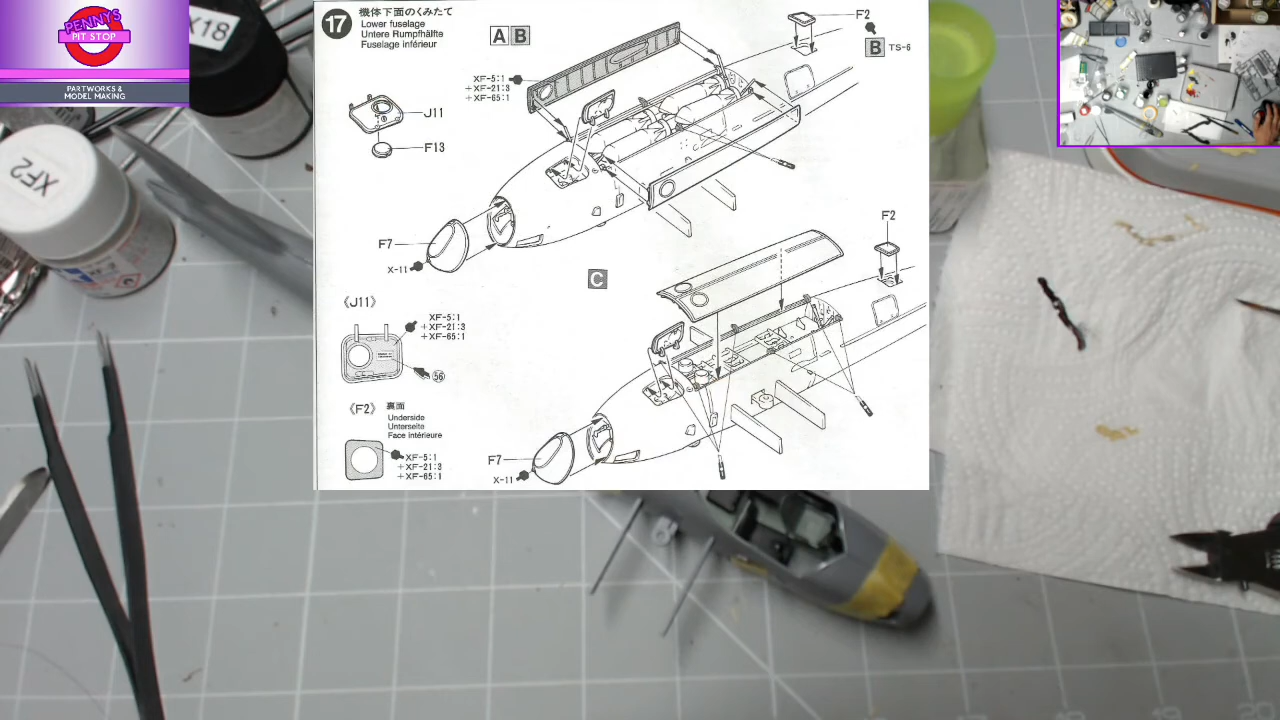 PENNYS
PIT STOP
PARTWORKS &
MODEL MAKING
X18
XF2
17
機体下面のくみたて
Lower fuselage
Untere Rumpfhälfte
Fuselage inférieur
A B
XF-5:1
+XF-21:3
+XF-65:1
J11
F13
F2
B TS-6
F7
X-11
C
F2
《J11》
XF-5:1
+XF-21:3
+XF-65:1
56
《F2》 裏面
Underside
Unterseite
Face intérieure
XF-5:1
+XF-21:3
+XF-65:1
F7
X-11